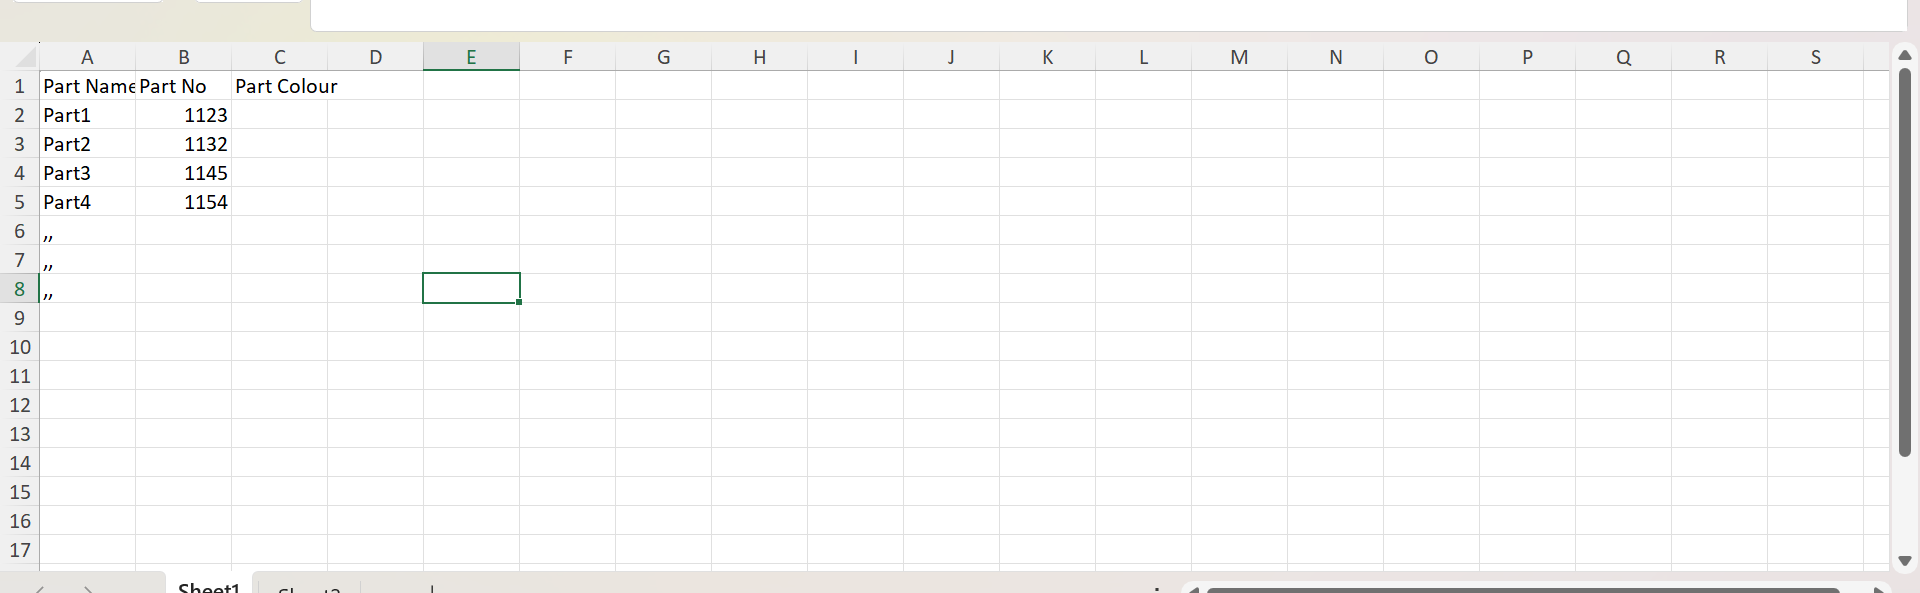 A B C D E F G H I J K L M N O P Q R S
1 Part Name Part No Part Colour
2 Part1 1123
3 Part2 1132
4 Part3 1145
5 Part4 1154
6 ,,
7 ,,
8 ,,
9
10
11
12
13
14
15
16
17
Sheet1